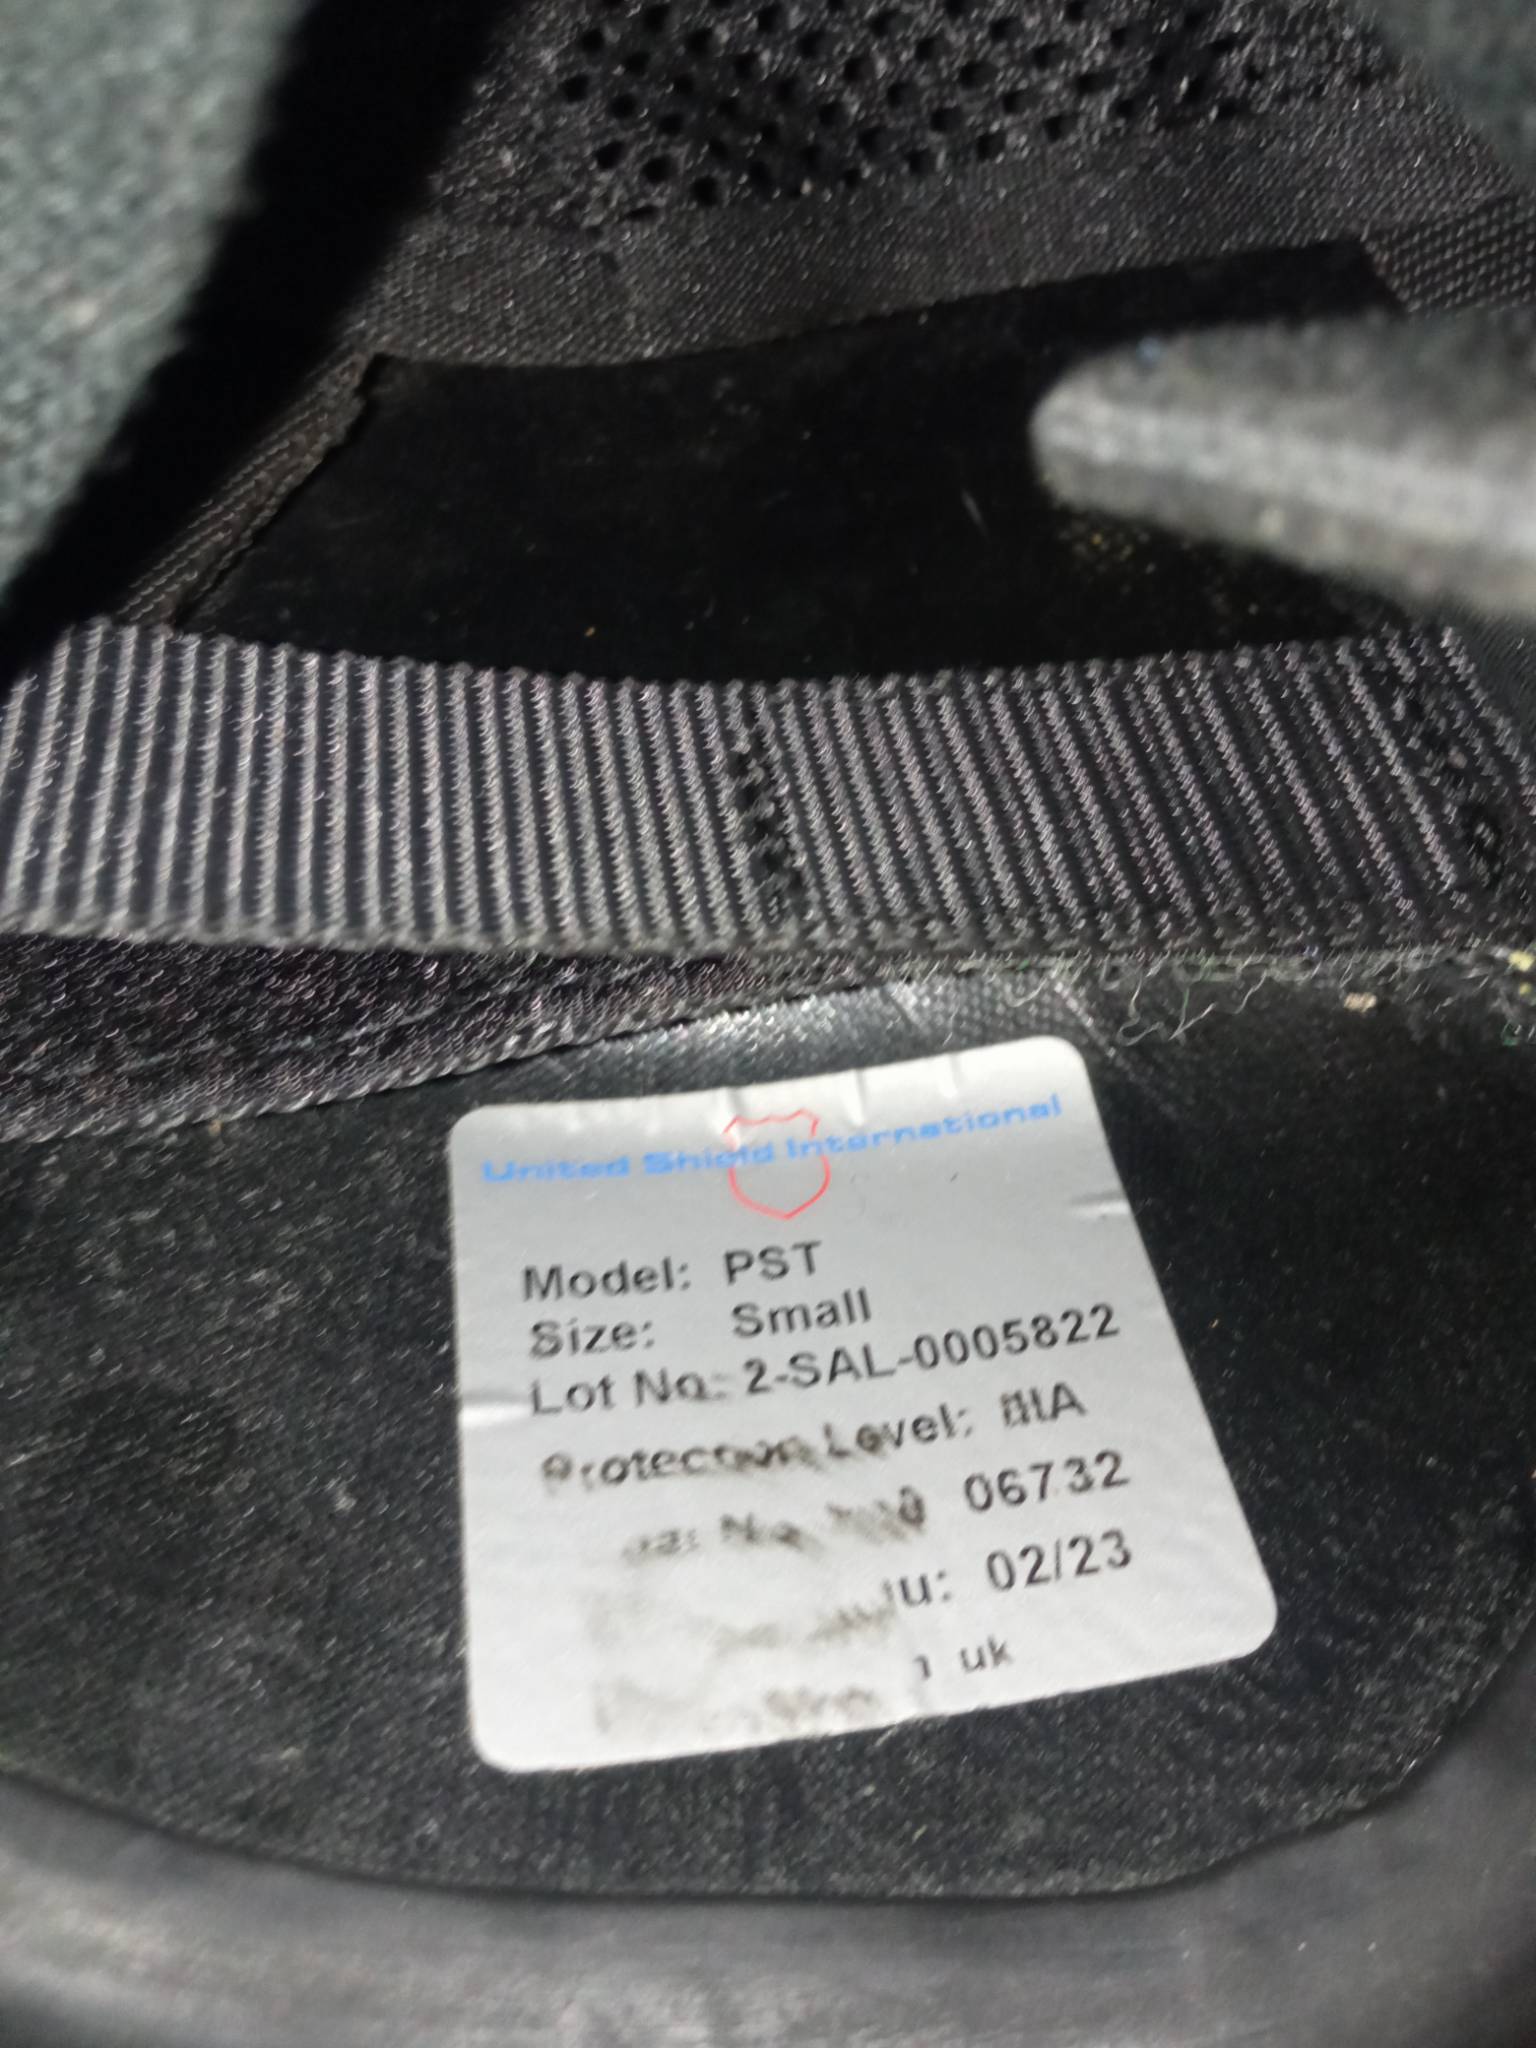 United Shield International
Model: PST
Size: Small
Lot No.: 2-SAL-0005822
Protection Level: IIIA
06732
02/23
uk